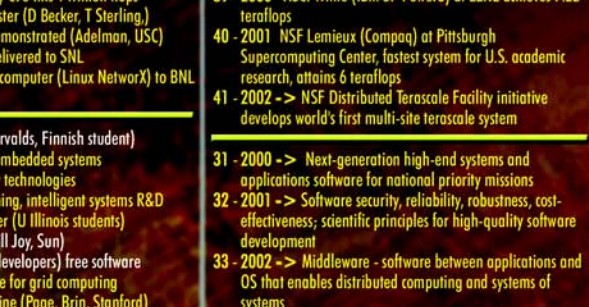 ster (D Becker, T Sterling,)
monstrated (Adelman, USC)
livered to SNL
computer (Linux NetworX) to BNL
rvalds, Finnish student)
mbedded systems
technologies
ing, intelligent systems R&D
er (U Illinois students)
ll Joy, Sun)
evelopers) free software
e for grid computing
ine (Page, Brin, Stanford)
teraflops
40 - 2001 NSF Lemieux (Compaq) at Pittsburgh
Supercomputing Center, fastest system for U.S. academic
research, attains 6 teraflops
41 - 2002 -> NSF Distributed Terascale Facility initiative
develops world's first multi-site terascale system
31 - 2000 -> Next-generation high-end systems and
applications software for national priority missions
32 - 2001 -> Software security, reliability, robustness, cost-
effectiveness; scientific principles for high-quality software
development
33 - 2002 -> Middleware - software between applications and
OS that enables distributed computing and systems of
systems